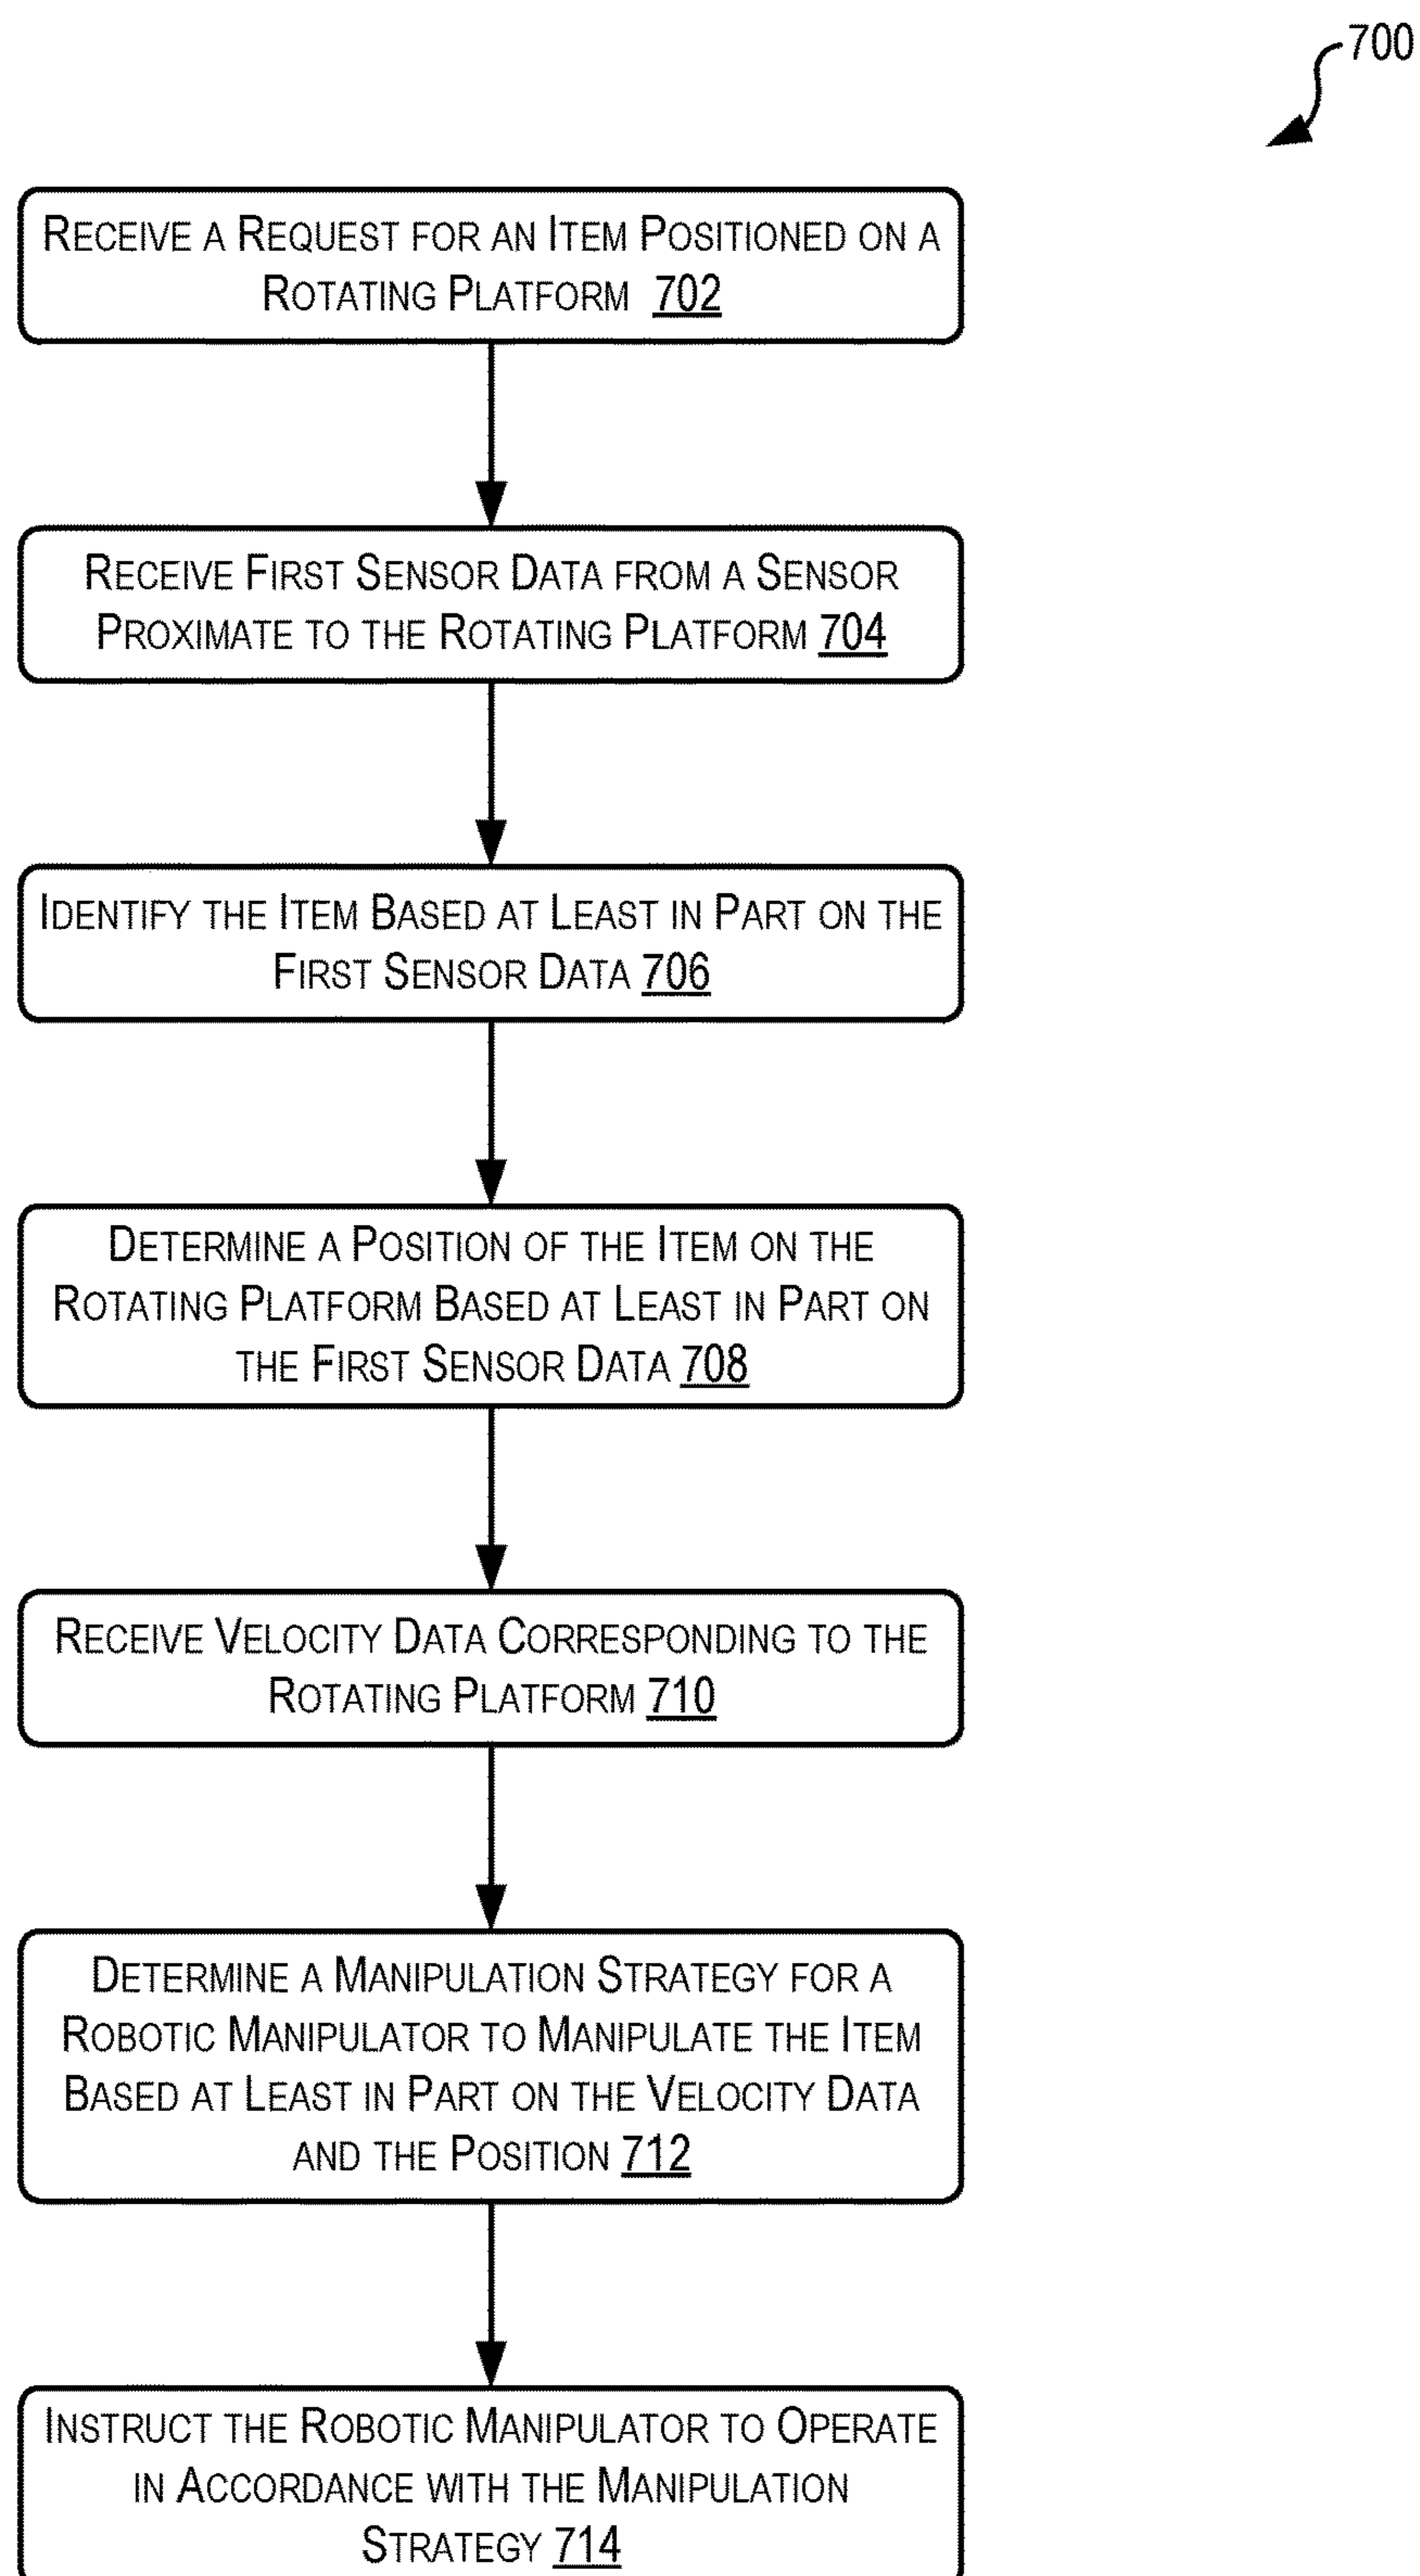 700
RECEIVE A REQUEST FOR AN ITEM POSITIONED ON A
ROTATING PLATFORM 702
RECEIVE FIRST SENSOR DATA FROM A SENSOR
PROXIMATE TO THE ROTATING PLATFORM 704
IDENTIFY THE ITEM BASED AT LEAST IN PART ON THE
FIRST SENSOR DATA 706
DETERMINE A POSITION OF THE ITEM ON THE
ROTATING PLATFORM BASED AT LEAST IN PART ON
THE FIRST SENSOR DATA 708
RECEIVE VELOCITY DATA CORRESPONDING TO THE
ROTATING PLATFORM 710
DETERMINE A MANIPULATION STRATEGY FOR A
ROBOTIC MANIPULATOR TO MANIPULATE THE ITEM
BASED AT LEAST IN PART ON THE VELOCITY DATA
AND THE POSITION 712
INSTRUCT THE ROBOTIC MANIPULATOR TO OPERATE
IN ACCORDANCE WITH THE MANIPULATION
STRATEGY 714